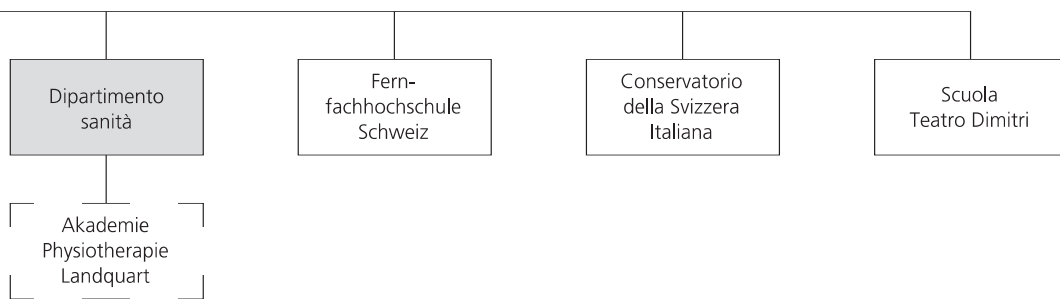 Dipartimento
sanità
Fern-
fachhochschule
Schweiz
Conservatorio
della Svizzera
Italiana
Scuola
Teatro Dimitri
Akademie
Physiotherapie
Landquart